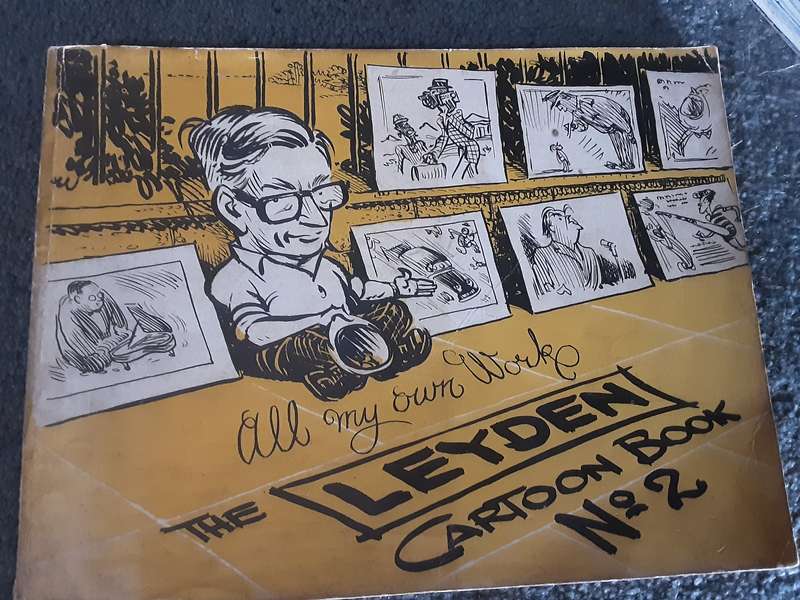 All my own Work
THE LEYDEN
CARTOON BOOK
No 2